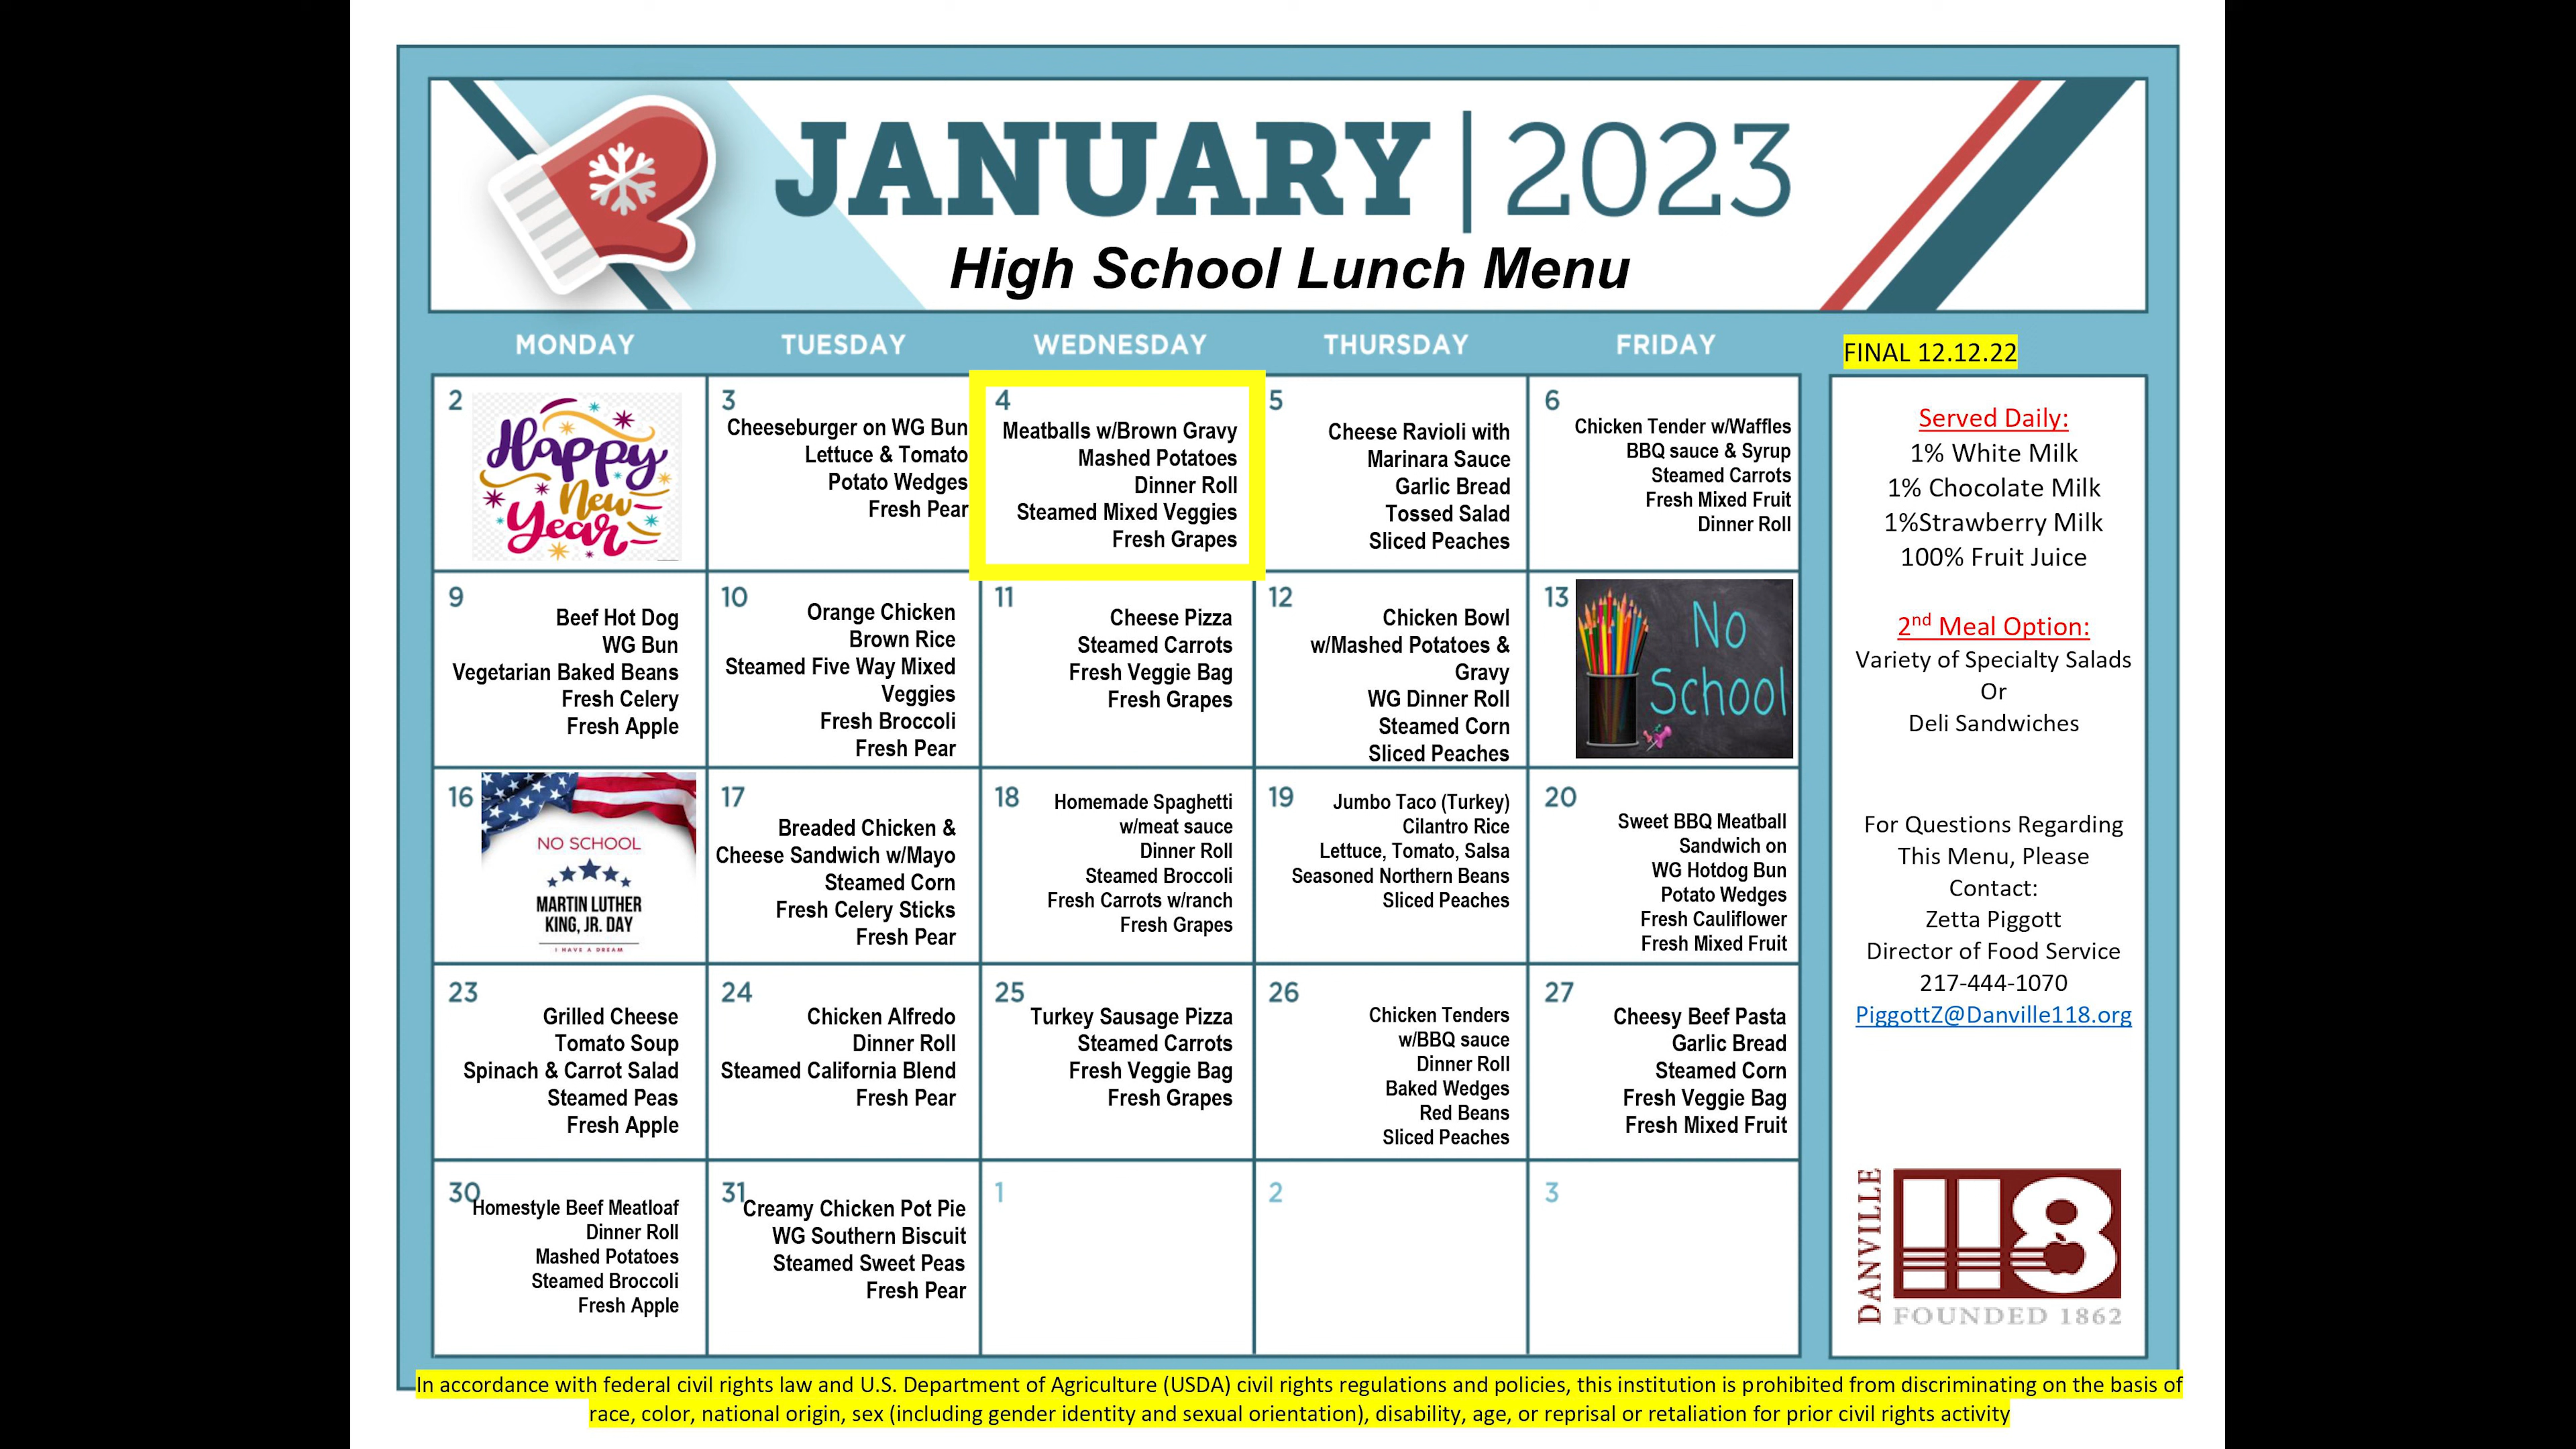 JANUARY | 2023
High School Lunch Menu
MONDAY
TUESDAY
WEDNESDAY
THURSDAY
FRIDAY
FINAL 12.12.22
2
Happy
New
Year
3
Cheeseburger on WG Bun
Lettuce & Tomato
Potato Wedges
Fresh Pear
4
Meatballs w/Brown Gravy
Mashed Potatoes
Dinner Roll
Steamed Mixed Veggies
Fresh Grapes
5
Cheese Ravioli with
Marinara Sauce
Garlic Bread
Tossed Salad
Sliced Peaches
6
Chicken Tender w/Waffles
BBQ sauce & Syrup
Steamed Carrots
Fresh Mixed Fruit
Dinner Roll
9
Beef Hot Dog
WG Bun
Vegetarian Baked Beans
Fresh Celery
Fresh Apple
10
Orange Chicken
Brown Rice
Steamed Five Way Mixed
Veggies
Fresh Broccoli
Fresh Pear
11
Cheese Pizza
Steamed Carrots
Fresh Veggie Bag
Fresh Grapes
12
Chicken Bowl
w/Mashed Potatoes &
Gravy
WG Dinner Roll
Steamed Corn
Sliced Peaches
13
No
School
16
NO SCHOOL
MARTIN LUTHER
KING, JR. DAY
I HAVE A DREAM
17
Breaded Chicken &
Cheese Sandwich w/Mayo
Steamed Corn
Fresh Celery Sticks
Fresh Pear
18
Homemade Spaghetti
w/meat sauce
Dinner Roll
Steamed Broccoli
Fresh Carrots w/ranch
Fresh Grapes
19
Jumbo Taco (Turkey)
Cilantro Rice
Lettuce, Tomato, Salsa
Seasoned Northern Beans
Sliced Peaches
20
Sweet BBQ Meatball
Sandwich on
WG Hotdog Bun
Potato Wedges
Fresh Cauliflower
Fresh Mixed Fruit
23
Grilled Cheese
Tomato Soup
Spinach & Carrot Salad
Steamed Peas
Fresh Apple
24
Chicken Alfredo
Dinner Roll
Steamed California Blend
Fresh Pear
25
Turkey Sausage Pizza
Steamed Carrots
Fresh Veggie Bag
Fresh Grapes
26
Chicken Tenders
w/BBQ sauce
Dinner Roll
Baked Wedges
Red Beans
Sliced Peaches
27
Cheesy Beef Pasta
Garlic Bread
Steamed Corn
Fresh Veggie Bag
Fresh Mixed Fruit
30
Homestyle Beef Meatloaf
Dinner Roll
Mashed Potatoes
Steamed Broccoli
Fresh Apple
31
Creamy Chicken Pot Pie
WG Southern Biscuit
Steamed Sweet Peas
Fresh Pear
1
2
3
Served Daily:
1% White Milk
1% Chocolate Milk
1%Strawberry Milk
100% Fruit Juice
2nd Meal Option:
Variety of Specialty Salads
Or
Deli Sandwiches
For Questions Regarding
This Menu, Please
Contact:
Zetta Piggott
Director of Food Service
217-444-1070
PiggottZ@Danville118.org
DANVILLE
118
FOUNDED 1862
In accordance with federal civil rights law and U.S. Department of Agriculture (USDA) civil rights regulations and policies, this institution is prohibited from discriminating on the basis of
race, color, national origin, sex (including gender identity and sexual orientation), disability, age, or reprisal or retaliation for prior civil rights activity